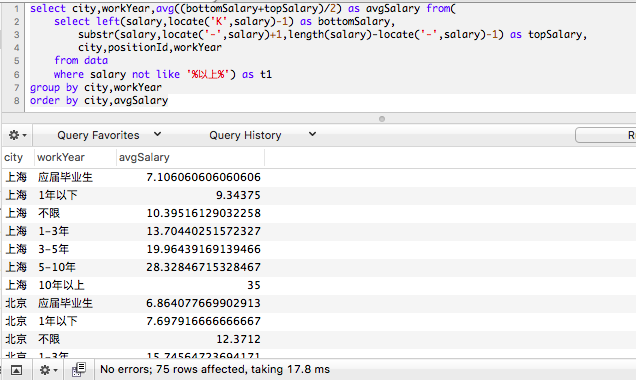 1 select city,workYear,avg((bottomSalary+topSalary)/2) as avgSalary from(
2 select left(salary,locate('K',salary)-1) as bottomSalary,
3 substr(salary,locate('-',salary)+1,length(salary)-locate('-',salary)-1) as topSalary,
4 city,positionId,workYear
5 from data
6 where salary not like '%以上%') as t1
7 group by city,workYear
8 order by city,avgSalary
Query Favorites Query History R
city workYear avgSalary
上海 应届毕业生 7.106060606060606
上海 1年以下 9.34375
上海 不限 10.39516129032258
上海 1-3年 13.70440251572327
上海 3-5年 19.96439169139466
上海 5-10年 28.32846715328467
上海 10年以上 35
北京 应届毕业生 6.864077669902913
北京 1年以下 7.697916666666667
北京 不限 12.3712
北京 1-3年 15.74564723694171
No errors; 75 rows affected, taking 17.8 ms